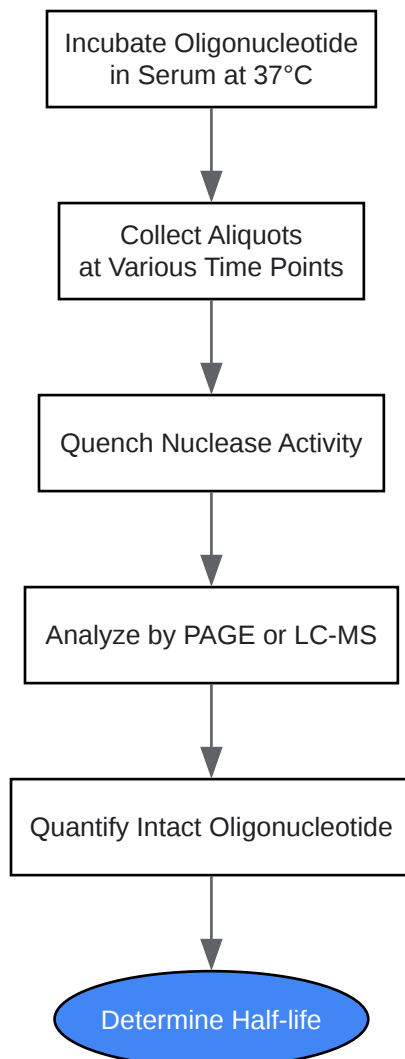 Incubate Oligonucleotide
in Serum at 37°C
Collect Aliquots
at Various Time Points
Quench Nuclease Activity
Analyze by PAGE or LC-MS
Quantify Intact Oligonucleotide
Determine Half-life